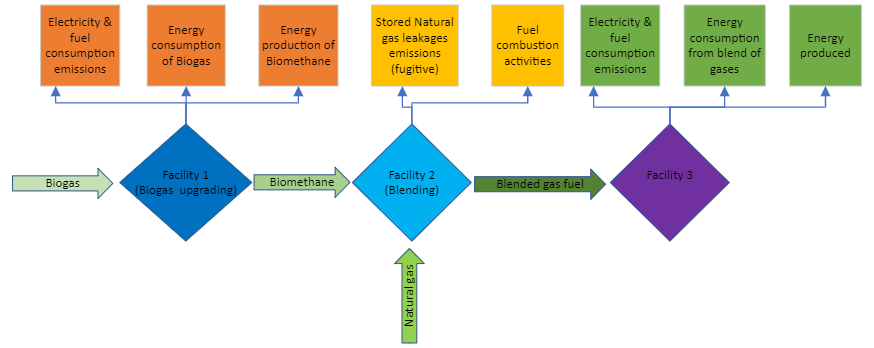 Electricity &
fuel
consumption
emissions
Energy
consumption
of Biogas
Energy
production of
Biomethane
Stored Natural
gas leakages
emissions
(fugitive)
Fuel
combustion
activities
Electricity &
fuel
consumption
emissions
Energy
consumption
from blend of
gases
Energy
produced
Biogas
Facility 1
(Biogas upgrading)
Biomethane
Facility 2
(Blending)
Blended gas fuel
Facility 3
Natural gas